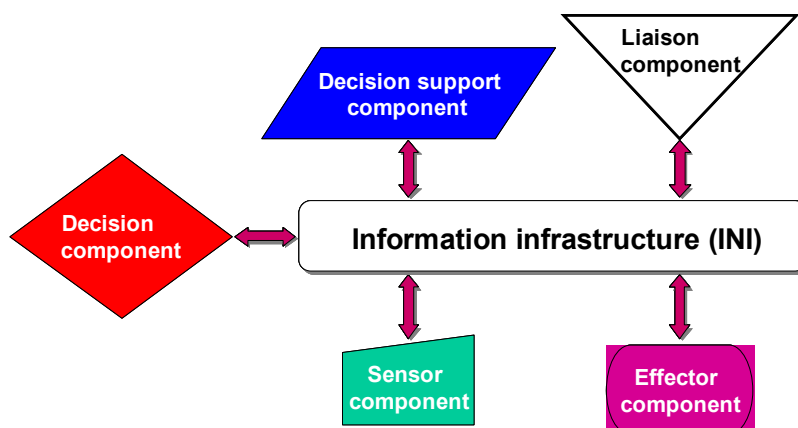 Decision support
component
Liaison
component
Decision
component
Information infrastructure (INI)
Sensor
component
Effector
component